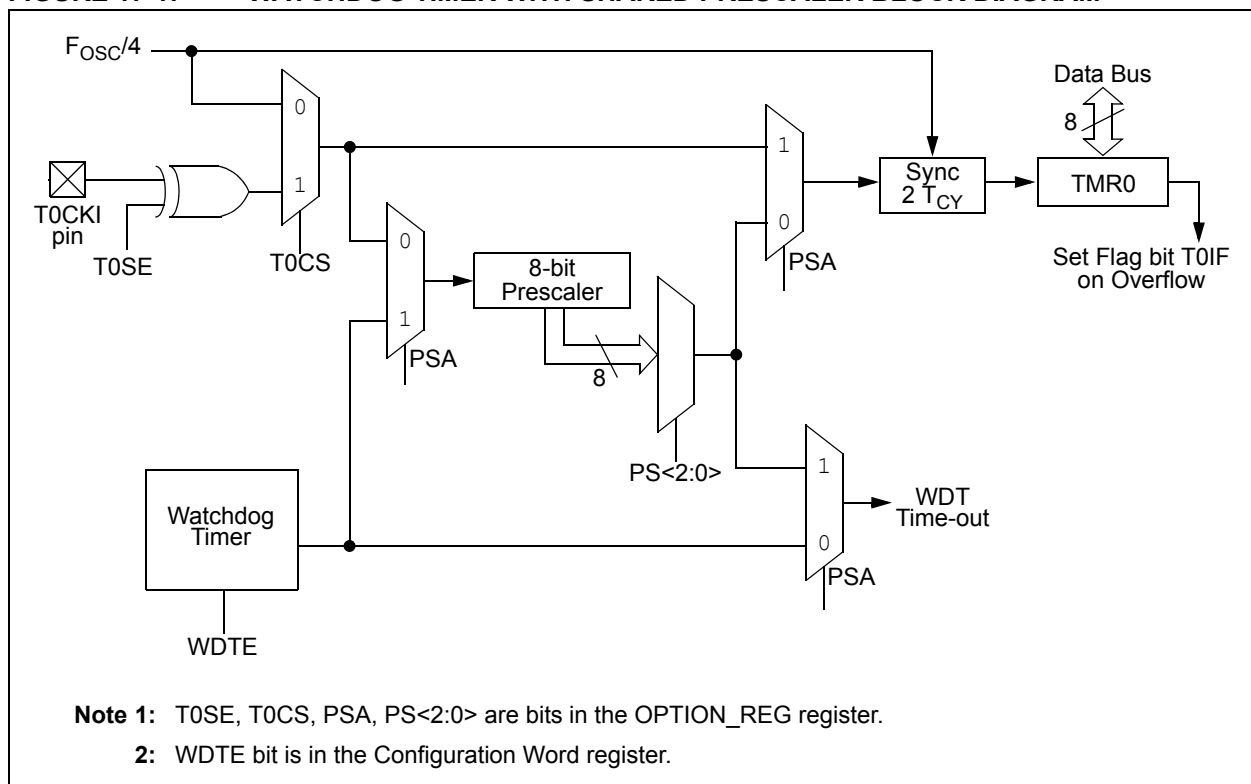 FOSC/4
Data Bus
8
0
1
T0CKI
pin
T0SE
T0CS
0
1
PSA
8-bit
Prescaler
8
PS<2:0>
1
0
PSA
Sync
2 TCY
TMR0
Set Flag bit T0IF
on Overflow
Watchdog
Timer
WDTE
1
0
PSA
WDT
Time-out
Note 1: T0SE, T0CS, PSA, PS<2:0> are bits in the OPTION_REG register.
2: WDTE bit is in the Configuration Word register.